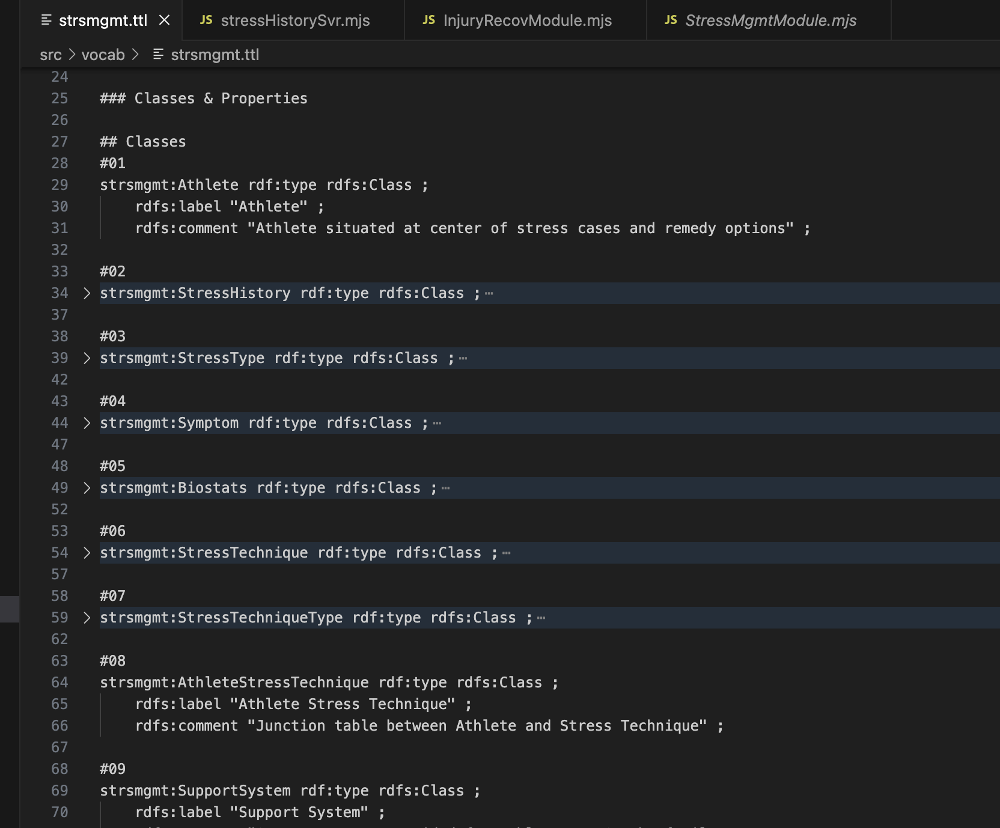 strsmgmt.ttl
JS stressHistorySvr.mjs
JS InjuryRecovModule.mjs
JS StressMgmtModule.mjs
src > vocab > strsmgmt.ttl
24
25 ### Classes & Properties
26
27 ## Classes
28 #01
29 strsmgmt:Athlete rdf:type rdfs:Class ;
30 rdfs:label "Athlete" ;
31 rdfs:comment "Athlete situated at center of stress cases and remedy options" ;
32
33 #02
34 strsmgmt:StressHistory rdf:type rdfs:Class ;
37
38 #03
39 strsmgmt:StressType rdf:type rdfs:Class ;
42
43 #04
44 strsmgmt:Symptom rdf:type rdfs:Class ;
47
48 #05
49 strsmgmt:Biostats rdf:type rdfs:Class ;
52
53 #06
54 strsmgmt:StressTechnique rdf:type rdfs:Class ;
57
58 #07
59 strsmgmt:StressTechniqueType rdf:type rdfs:Class ;
62
63 #08
64 strsmgmt:AthleteStressTechnique rdf:type rdfs:Class ;
65 rdfs:label "Athlete Stress Technique" ;
66 rdfs:comment "Junction table between Athlete and Stress Technique" ;
67
68 #09
69 strsmgmt:SupportSystem rdf:type rdfs:Class ;
70 rdfs:label "Support System" ;